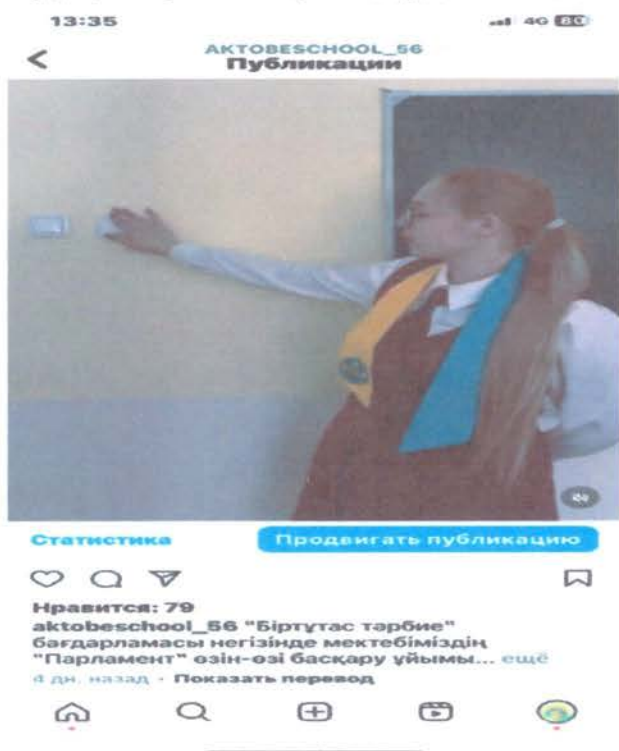 13:35
4G 80
AKTOBESCHOOL_56
Публикации
Статистика
Продвигать публикацию
Нравится: 79
aktobeschool_56 "Біртұтас тәрбие"
бағдарламасы негізінде мектебіміздің
"Парламент" өзін-өзі басқару ұйымы... ещё
4 дн. назад · Показать перевод